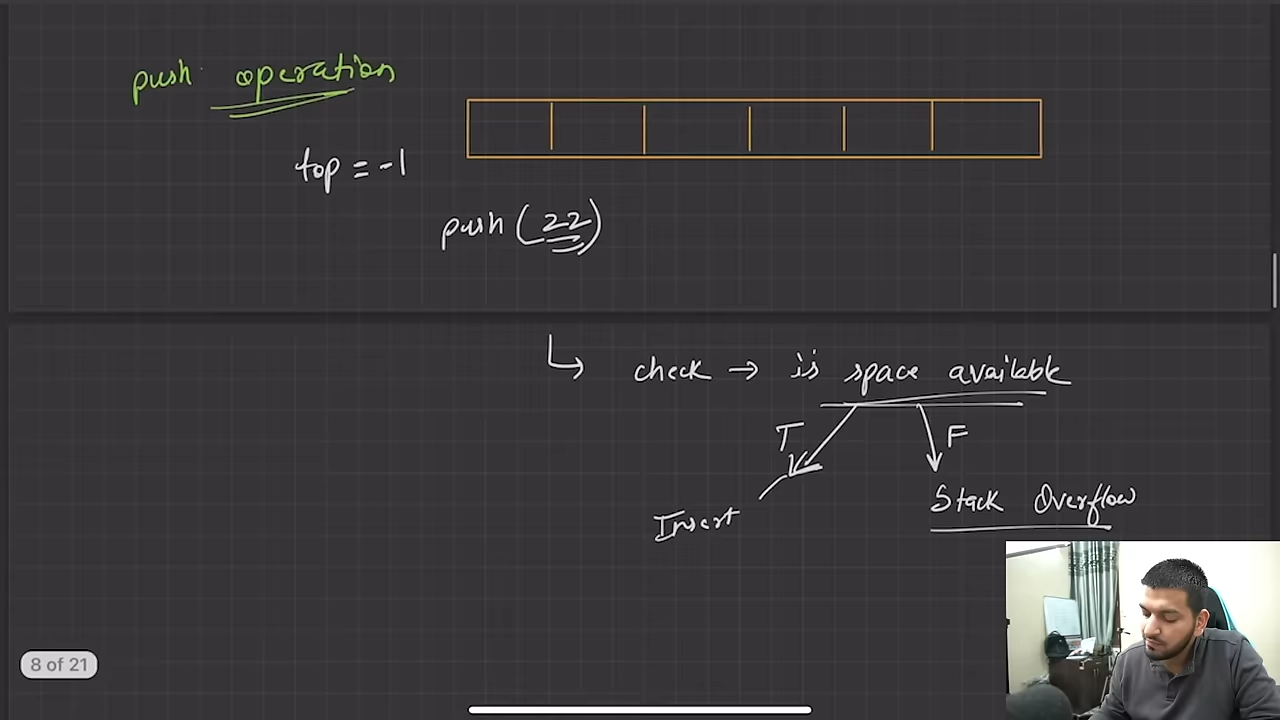 push operation
top = -1
push (22)
↳ check → is space available
T F
Insert Stack Overflow
8 of 21